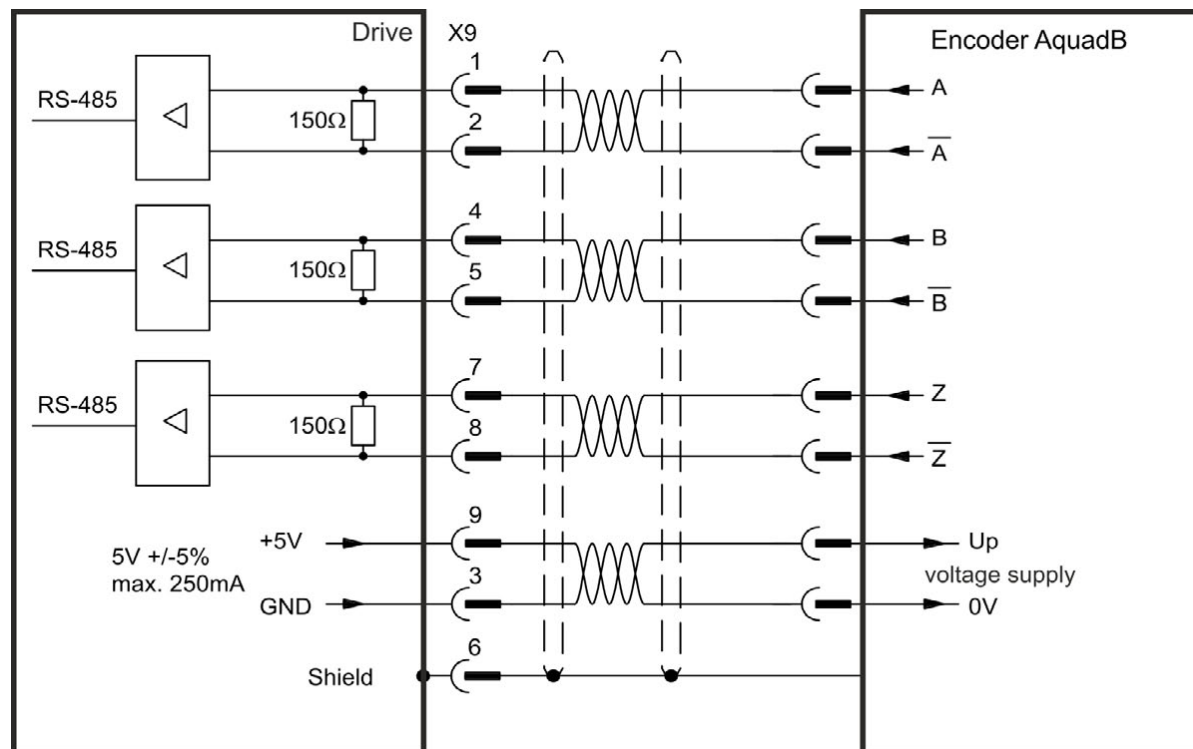 Drive
X9
Encoder AquadB
1
RS-485
150Ω
A
2
A̅
4
RS-485
150Ω
B
5
B̅
7
RS-485
150Ω
Z
8
Z̅
9
+5V
Up
5V +/-5%
max. 250mA
voltage supply
3
GND
0V
6
Shield